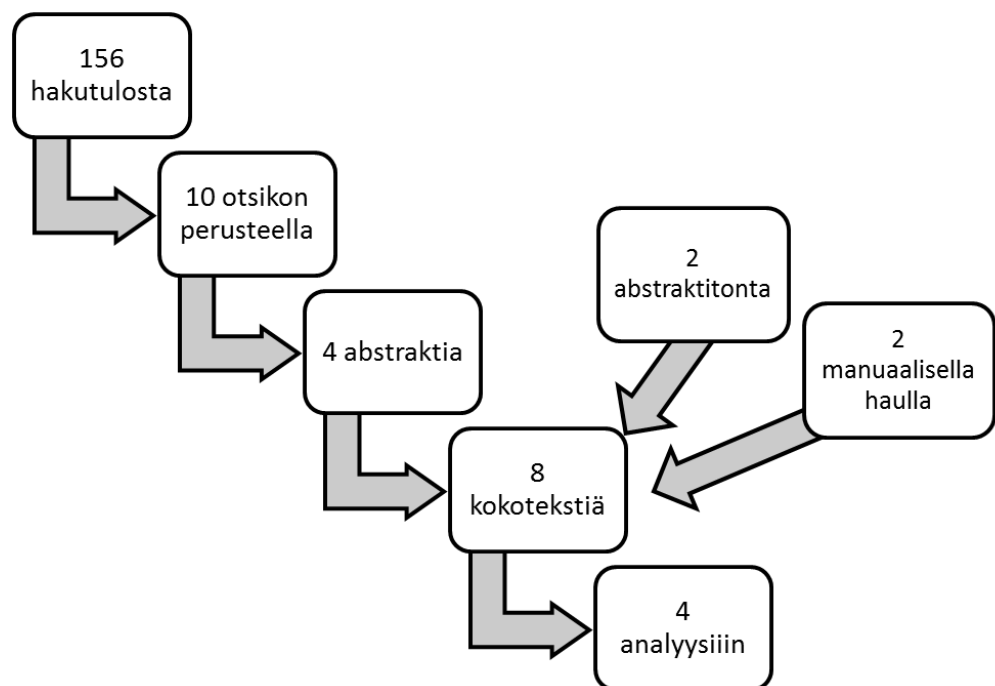 156
hakutulosta
10 otsikon
perusteella
4 abstraktia
2
abstraktitonta
2
manuaalisella
haulla
8
kokotekstiä
4
analyysiiin